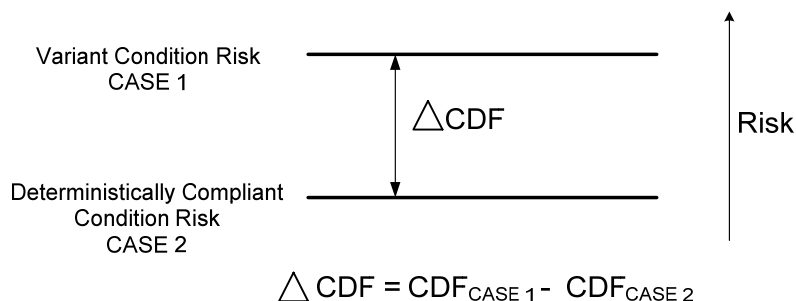 Variant Condition Risk
CASE 1
△CDF
Risk
Deterministically Compliant
Condition Risk
CASE 2
△ CDF = CDFCASE 1 - CDFCASE 2